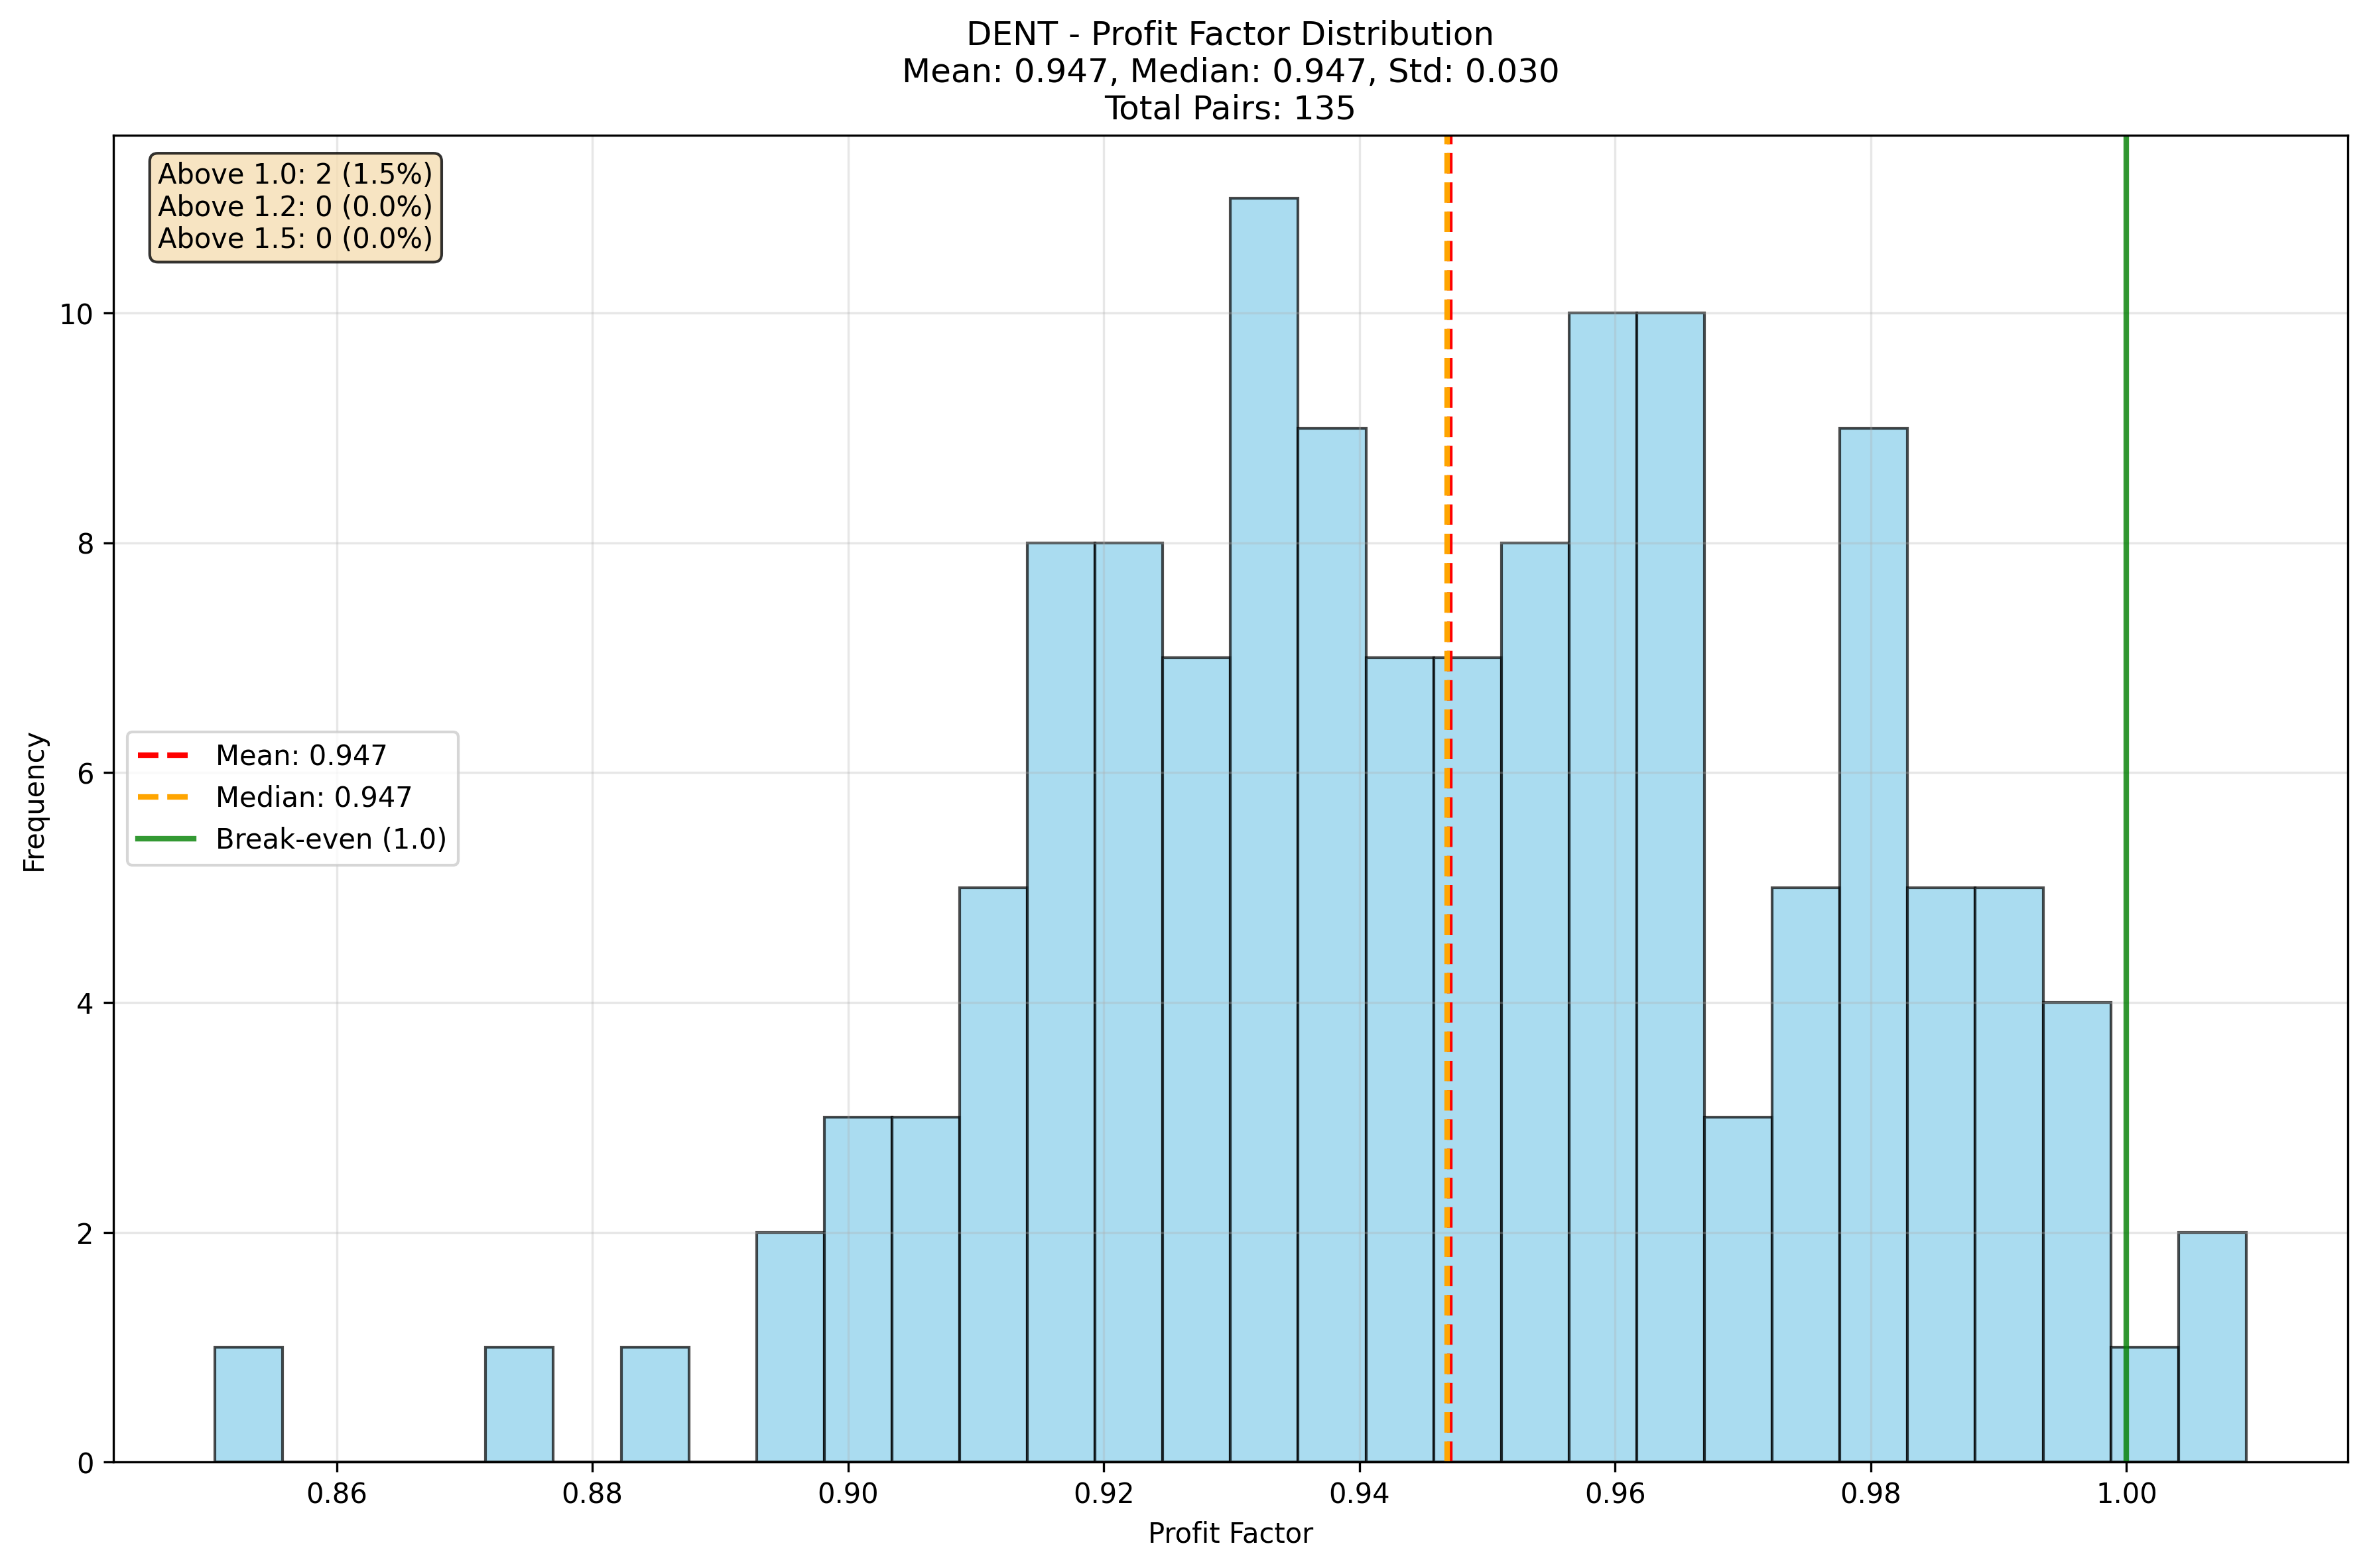 DENT - Profit Factor Distribution
Mean: 0.947, Median: 0.947, Std: 0.030
Total Pairs: 135
Above 1.0: 2 (1.5%)
Above 1.2: 0 (0.0%)
Above 1.5: 0 (0.0%)
10
8
6
4
2
0
Frequency
Mean: 0.947
Median: 0.947
Break-even (1.0)
0.86
0.88
0.90
0.92
0.94
0.96
0.98
1.00
Profit Factor